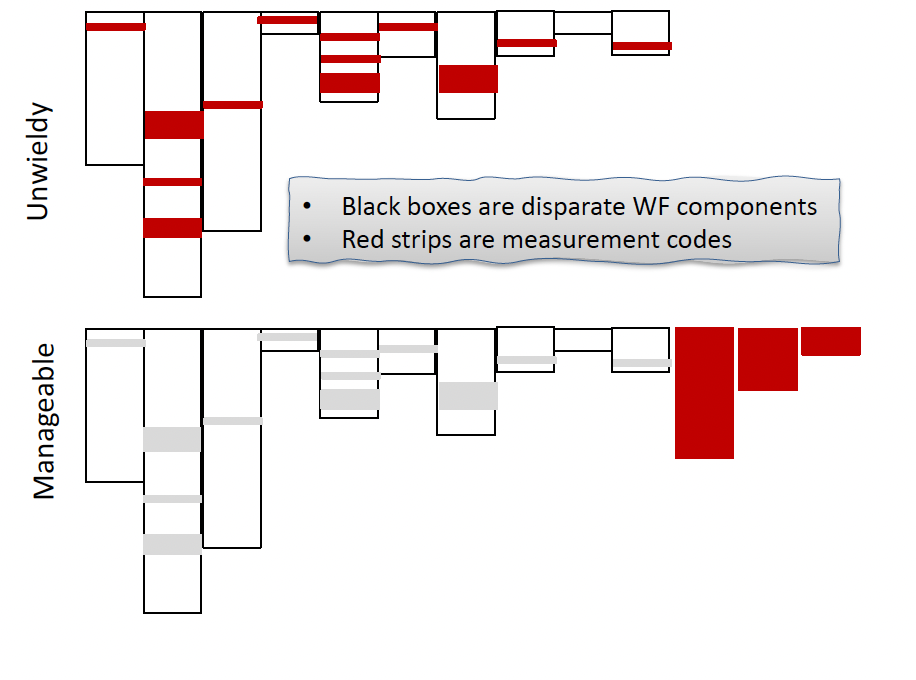 Unwieldy
• Black boxes are disparate WF components
• Red strips are measurement codes
Manageable